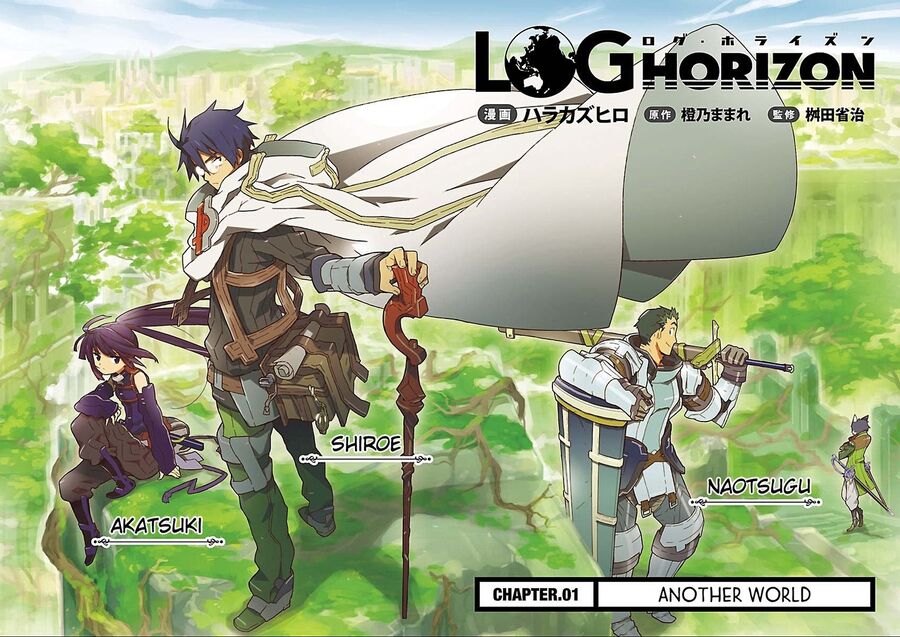 LOG HORIZON
ログ・ホライズン
漫画 ハラカズヒロ 原作 橙乃ままれ 監修 桝田省治
SHIROE
NAOTSUGU
AKATSUKI
CHAPTER.01 ANOTHER WORLD